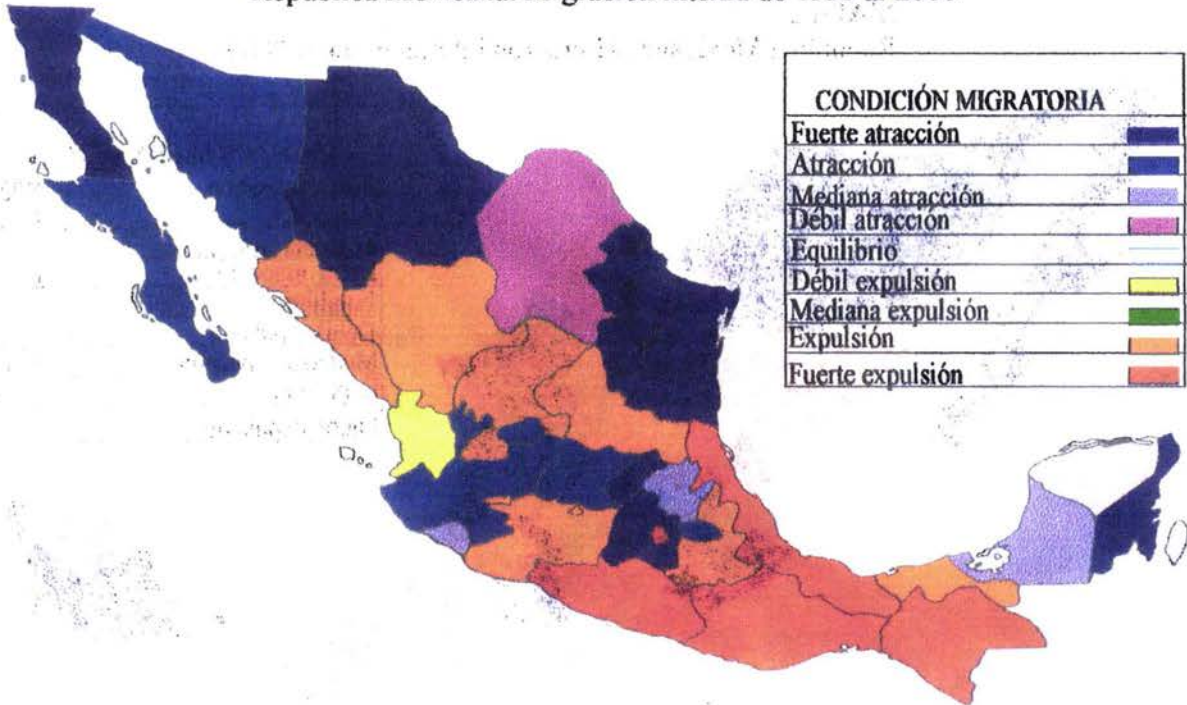 CONDICIÓN MIGRATORIA
Fuerte atracción
Atracción
Mediana atracción
Débil atracción
Equilibrio
Débil expulsión
Mediana expulsión
Expulsión
Fuerte expulsión